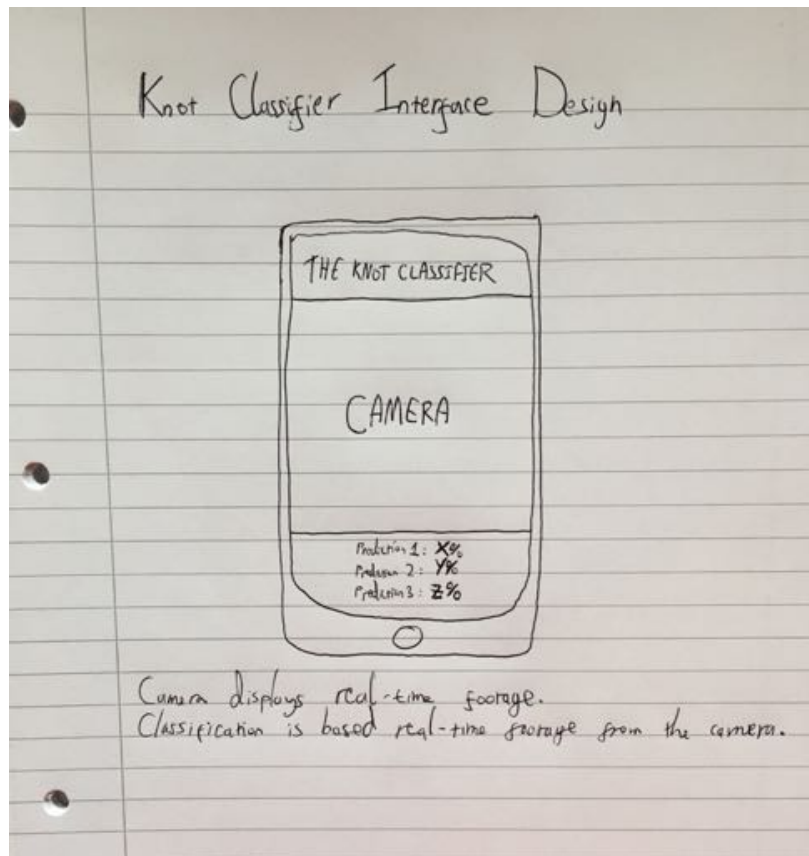 Knot Classifier Interface Design
THE KNOT CLASSIFIER
CAMERA
Prediction 1: X%
Prediction 2: Y%
Prediction 3: Z%
Camera displays real-time footage.
Classification is based real-time footage from the camera.